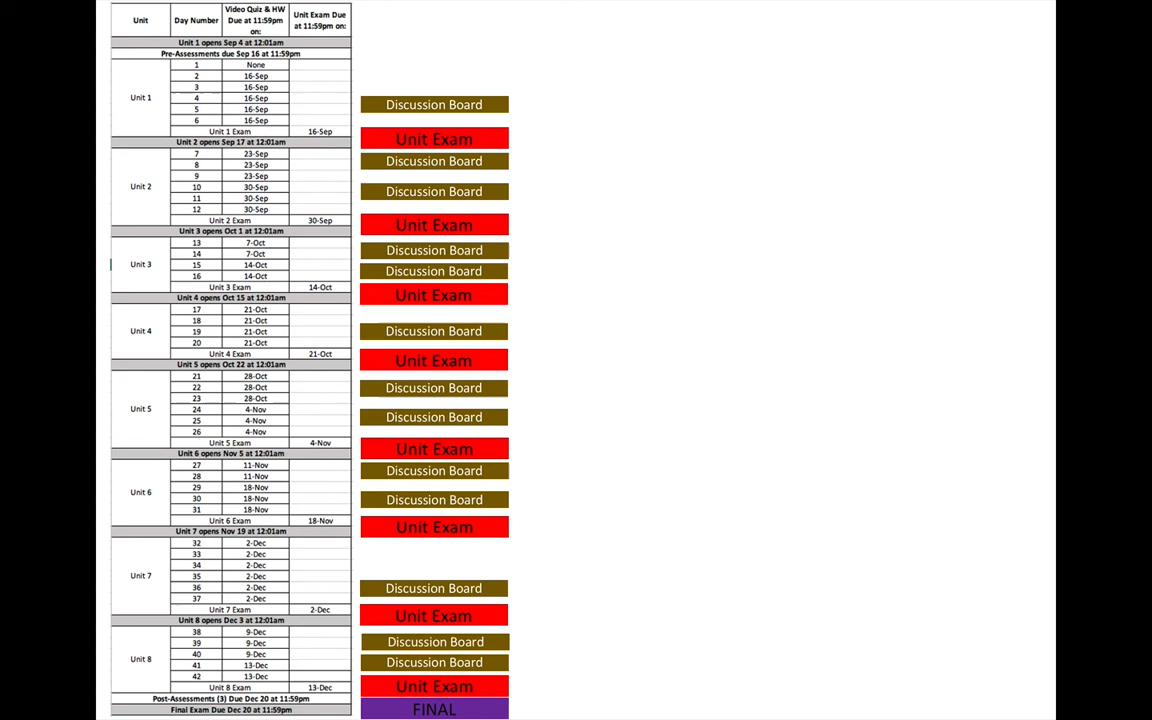 Unit Day Number Video Quiz & HW Due at 11:59pm on: Unit Exam Due at 11:59pm on:
Unit 1 opens Sep 4 at 12:01am
Pre-Assessments due Sep 16 at 11:59pm
Unit 1
1 None
2 16-Sep
3 16-Sep
4 16-Sep
5 16-Sep
6 16-Sep
Unit 1 Exam 16-Sep
Discussion Board
Unit Exam
Unit 2 opens Sep 17 at 12:01am
Unit 2
7 23-Sep
8 23-Sep
9 23-Sep
10 30-Sep
11 30-Sep
12 30-Sep
Unit 2 Exam 30-Sep
Discussion Board
Discussion Board
Unit Exam
Unit 3 opens Oct 1 at 12:01am
Unit 3
13 7-Oct
14 7-Oct
15 14-Oct
16 14-Oct
Unit 3 Exam 14-Oct
Discussion Board
Discussion Board
Unit Exam
Unit 4 opens Oct 15 at 12:01am
Unit 4
17 21-Oct
18 21-Oct
19 21-Oct
20 21-Oct
Unit 4 Exam 21-Oct
Discussion Board
Unit Exam
Unit 5 opens Oct 22 at 12:01am
Unit 5
21 28-Oct
22 28-Oct
23 28-Oct
24 4-Nov
25 4-Nov
26 4-Nov
Unit 5 Exam 4-Nov
Discussion Board
Discussion Board
Unit Exam
Unit 6 opens Nov 5 at 12:01am
Unit 6
27 11-Nov
28 11-Nov
29 18-Nov
30 18-Nov
31 18-Nov
Unit 6 Exam 18-Nov
Discussion Board
Discussion Board
Unit Exam
Unit 7 opens Nov 19 at 12:01am
Unit 7
32 2-Dec
33 2-Dec
34 2-Dec
35 2-Dec
36 2-Dec
37 2-Dec
Unit 7 Exam 2-Dec
Discussion Board
Unit Exam
Unit 8 opens Dec 3 at 12:01am
Unit 8
38 9-Dec
39 9-Dec
40 9-Dec
41 13-Dec
42 13-Dec
Unit 8 Exam 13-Dec
Discussion Board
Discussion Board
Unit Exam
Post-Assessments (3) Due Dec 20 at 11:59pm
Final Exam Due Dec 20 at 11:59pm
FINAL